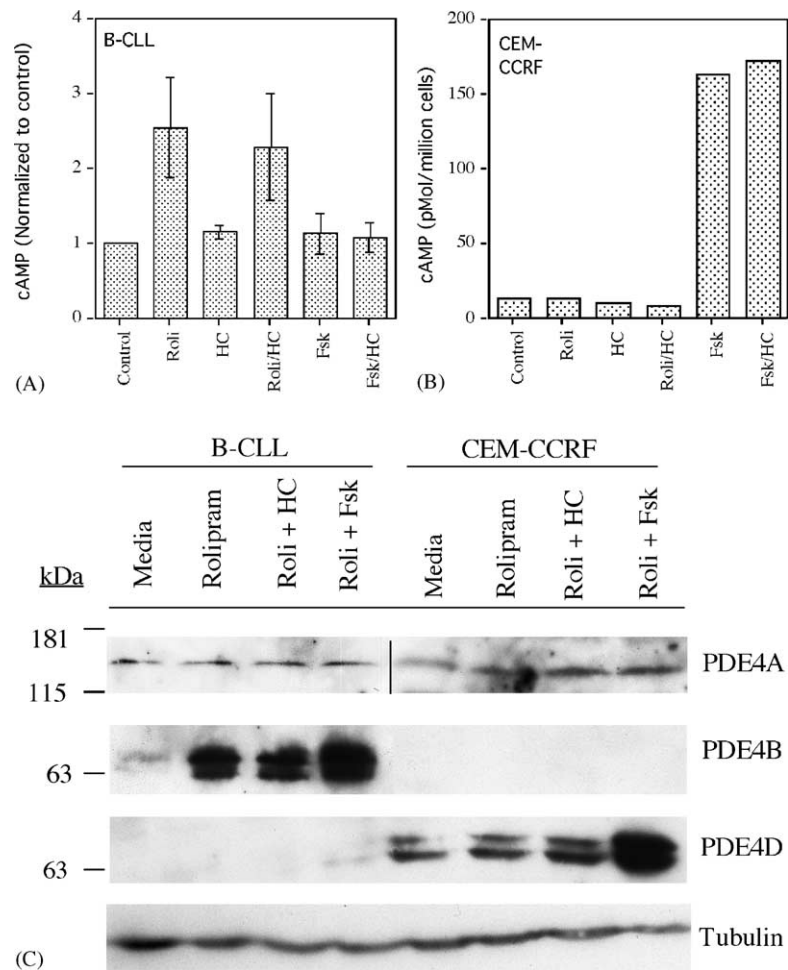 4
3
2
1
0
cAMP (Normalized to control)
B-CLL
Control
Roli
HC
Roli/HC
Fsk
Fsk/HC
(A)
200
150
100
50
0
cAMP (pMol/million cells)
CEM-
CCRF
Control
Roli
HC
Roli/HC
Fsk
Fsk/HC
(B)
B-CLL
CEM-CCRF
kDa
Media
Rolipram
Roli + HC
Roli + Fsk
Media
Rolipram
Roli + HC
Roli + Fsk
181
115
PDE4A
63
PDE4B
63
PDE4D
Tubulin
(C)